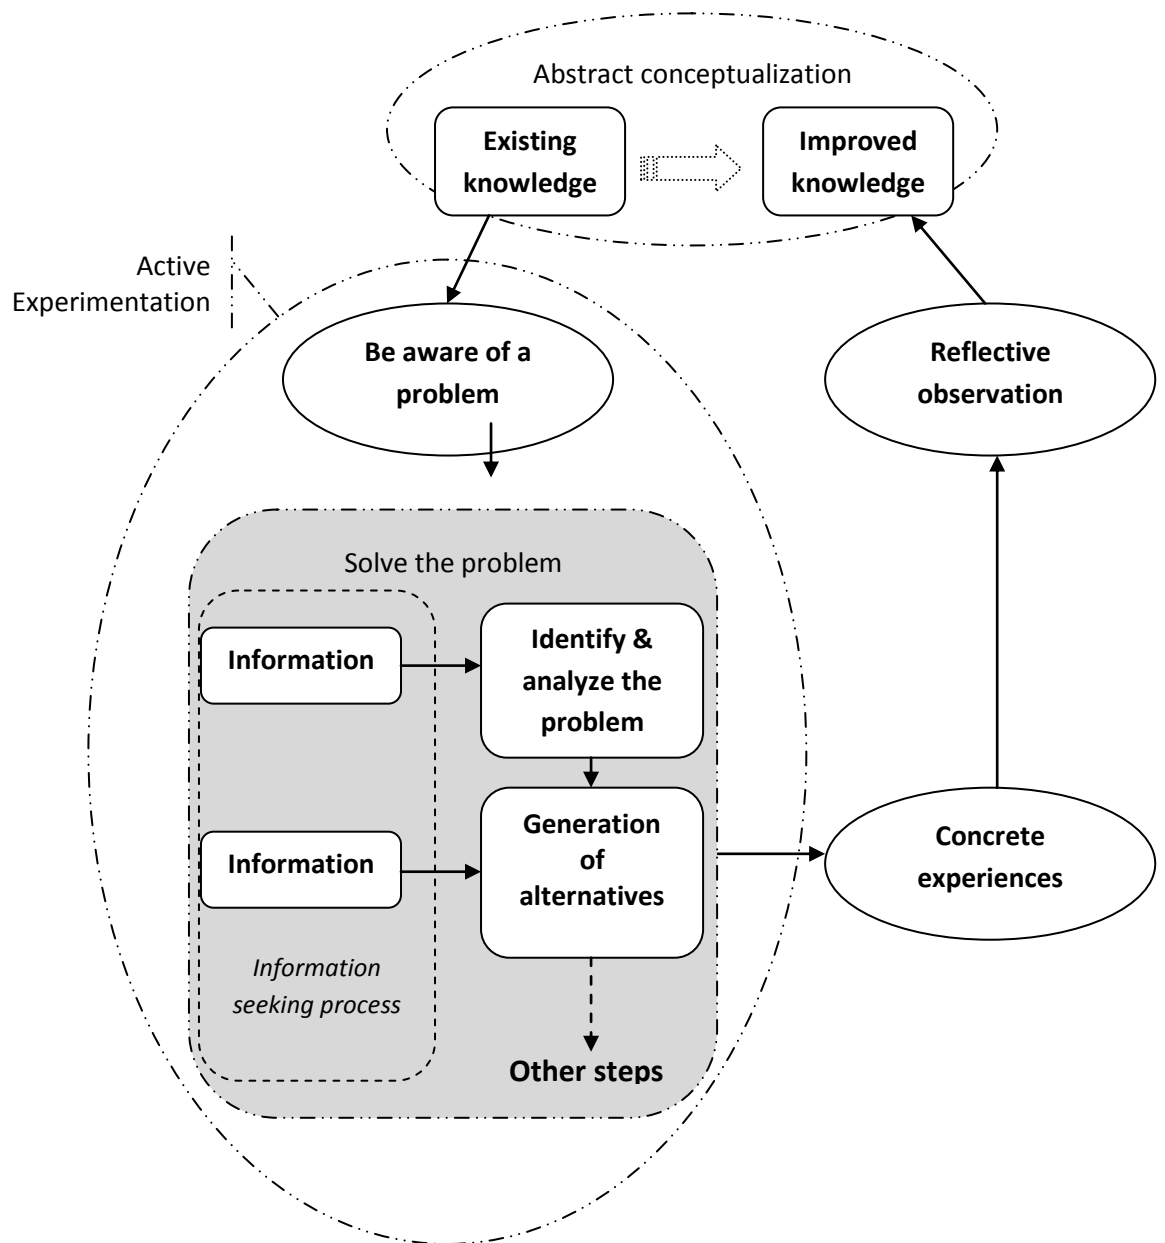 Abstract conceptualization
Existing
knowledge
Improved
knowledge
Active
Experimentation
Be aware of a
problem
Reflective
observation
Solve the problem
Information
Identify &
analyze the
problem
Information
Generation
of
alternatives
Concrete
experiences
Information
seeking process
Other steps